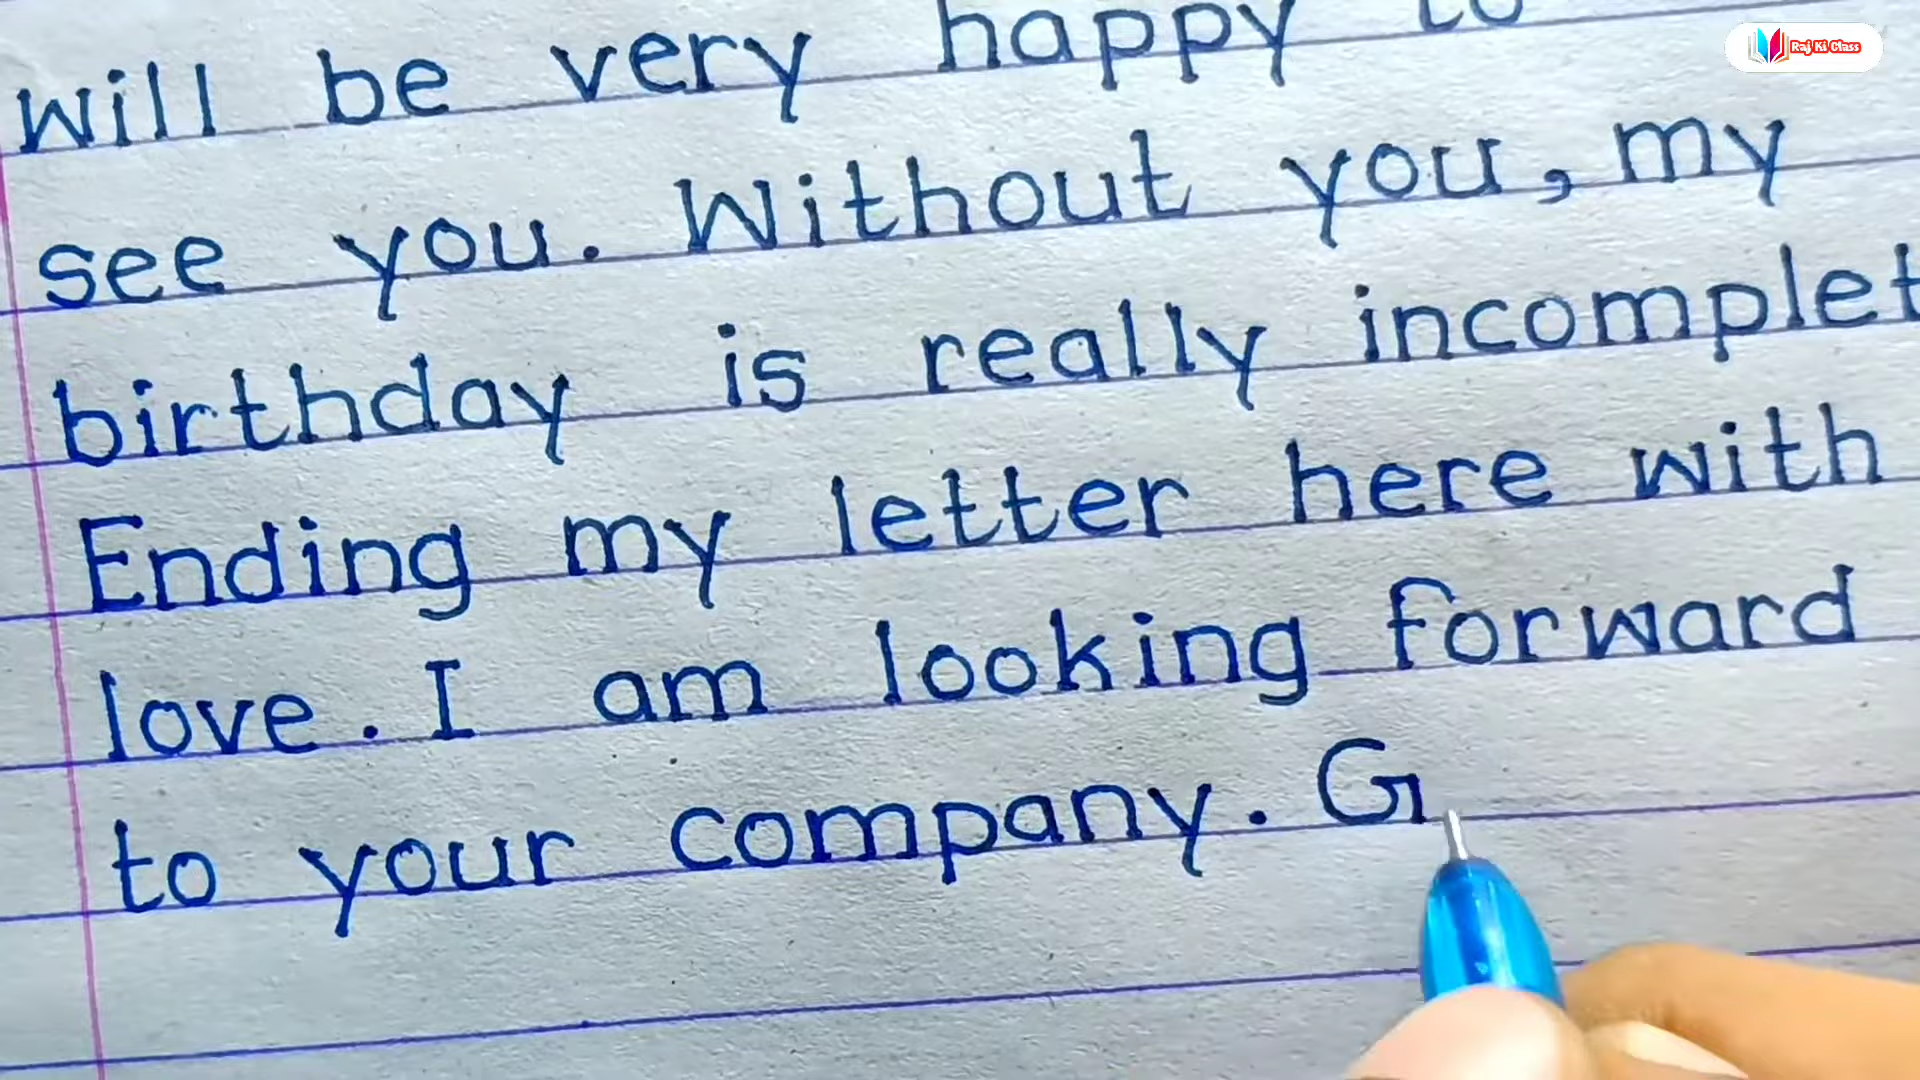 will be very happy to
see you. Without you, my
birthday is really incomplet
Ending my letter here with
love. I am looking forward
to your company. G
Raj Ki Class